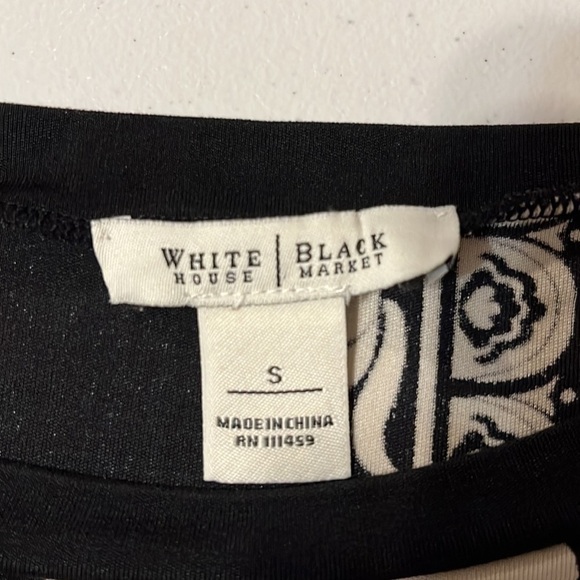 WHITE | BLACK
HOUSE | MARKET
S
MADE IN CHINA
RN 111459